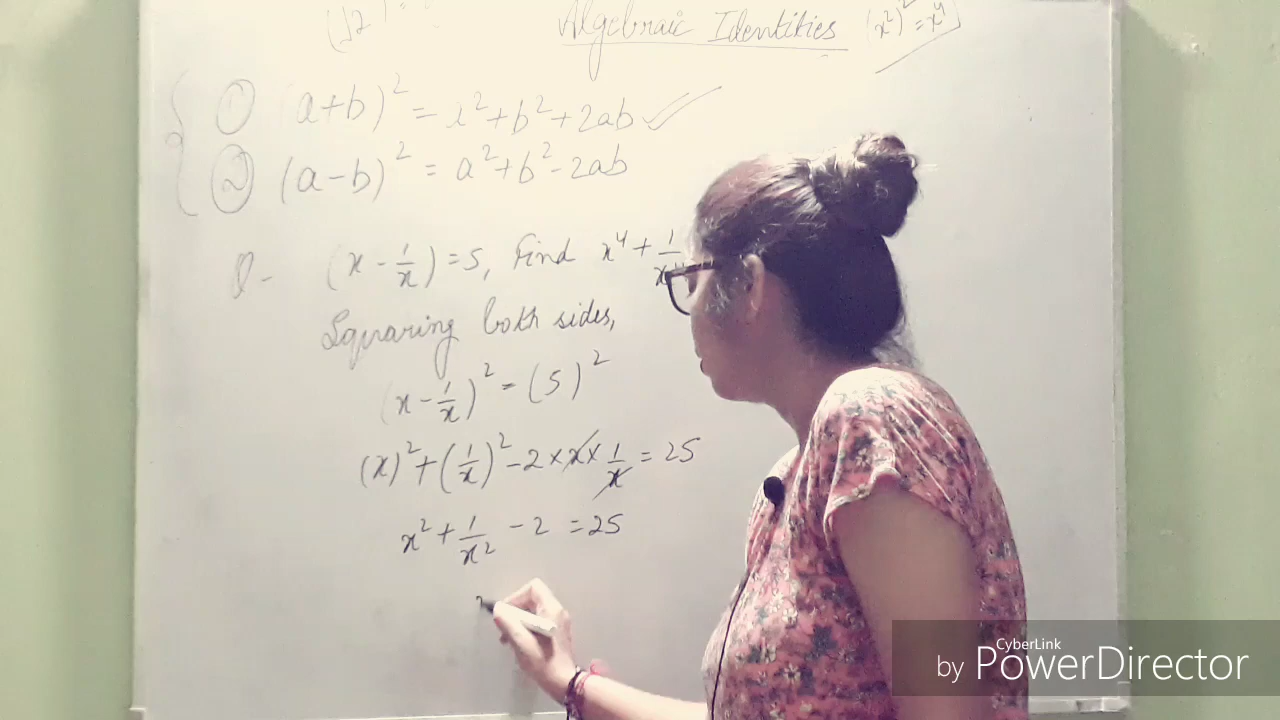 Algebraic Identities (x²)² = x⁴
① (a+b)² = a²+b²+2ab
② (a-b)² = a²+b²-2ab
Q- (x - 1/x) = 5, Find x⁴ + 1/x⁴
Squaring both sides,
(x - 1/x)² = (5)²
(x)² + (1/x)² - 2 × x × 1/x = 25
x² + 1/x² - 2 = 25
CyberLink
by PowerDirector